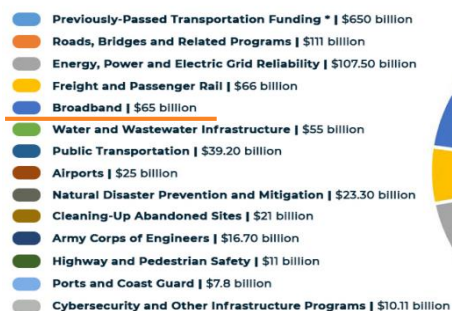 Previously-Passed Transportation Funding * | $650 billion
Roads, Bridges and Related Programs | $111 billion
Energy, Power and Electric Grid Reliability | $107.50 billion
Freight and Passenger Rail | $66 billion
Broadband | $65 billion
Water and Wastewater Infrastructure | $55 billion
Public Transportation | $39.20 billion
Airports | $25 billion
Natural Disaster Prevention and Mitigation | $23.30 billion
Cleaning-Up Abandoned Sites | $21 billion
Army Corps of Engineers | $16.70 billion
Highway and Pedestrian Safety | $11 billion
Ports and Coast Guard | $7.8 billion
Cybersecurity and Other Infrastructure Programs | $10.11 billion